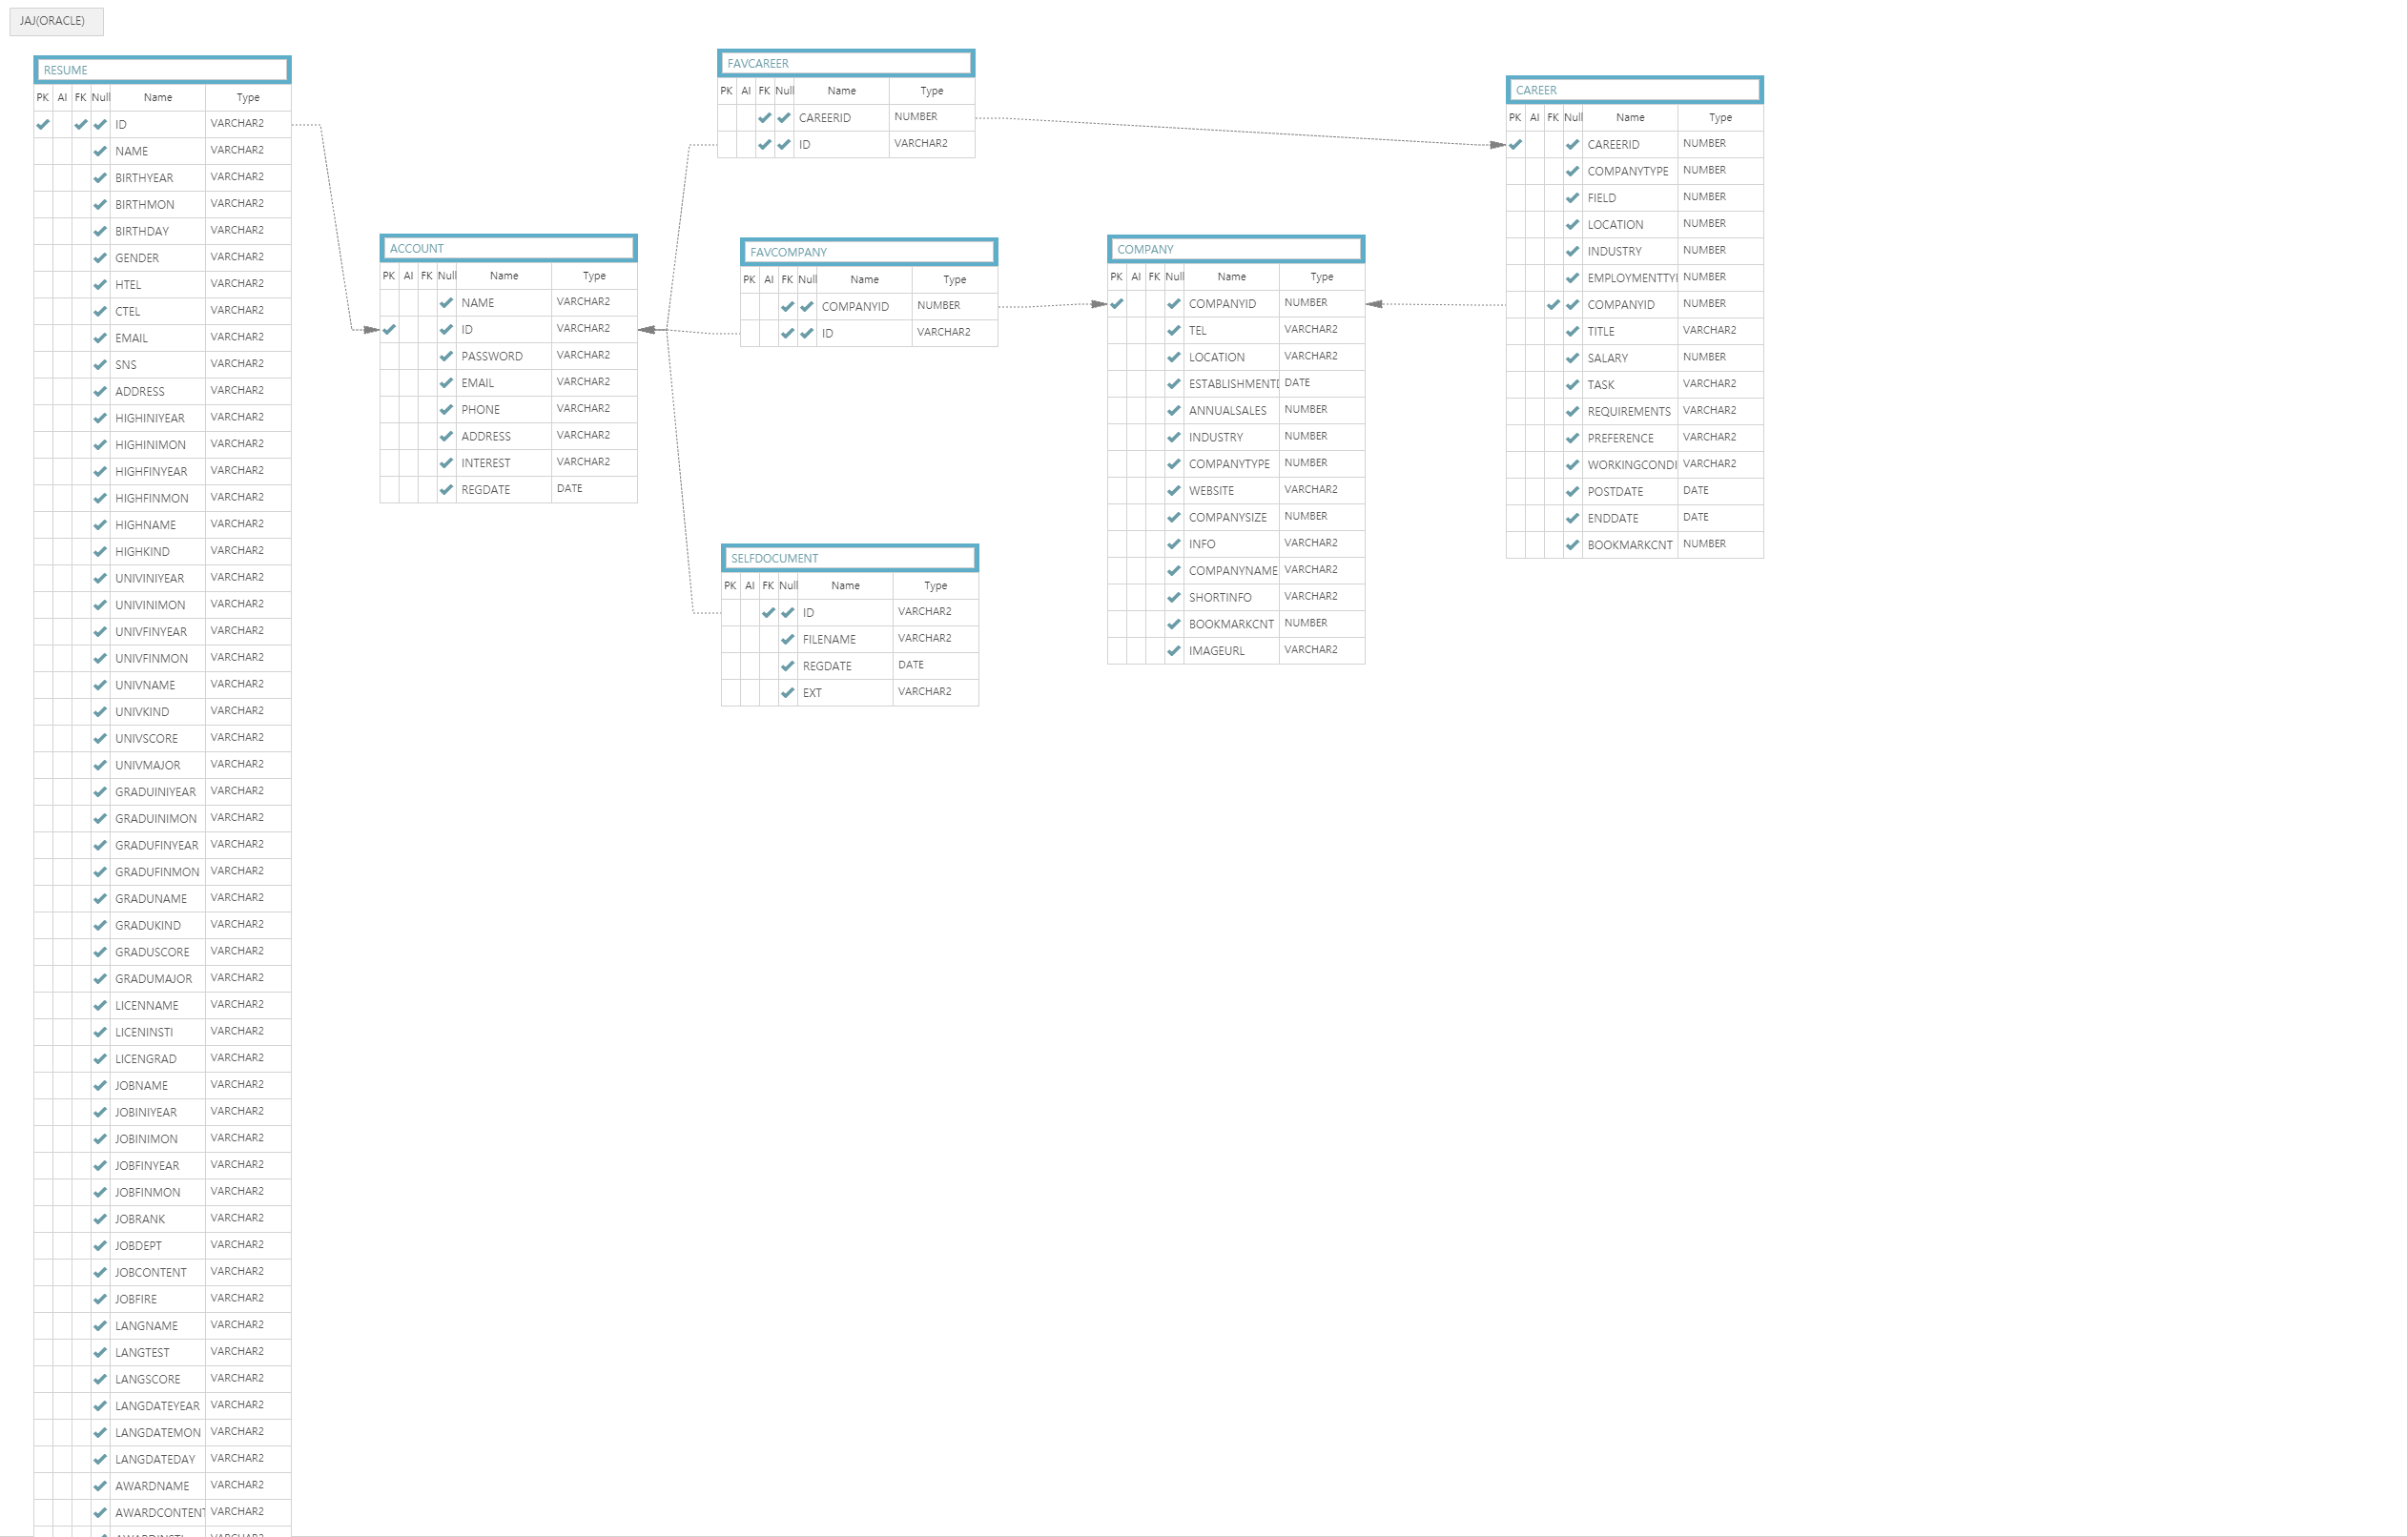 JAJ(ORACLE)
RESUME
PK AI FK Null Name Type
ID VARCHAR2
NAME VARCHAR2
BIRTHYEAR VARCHAR2
BIRTHMON VARCHAR2
BIRTHDAY VARCHAR2
GENDER VARCHAR2
HTEL VARCHAR2
CTEL VARCHAR2
EMAIL VARCHAR2
SNS VARCHAR2
ADDRESS VARCHAR2
HIGHINIYEAR VARCHAR2
HIGHINIMON VARCHAR2
HIGHFINYEAR VARCHAR2
HIGHFINMON VARCHAR2
HIGHNAME VARCHAR2
HIGHKIND VARCHAR2
UNIVINIYEAR VARCHAR2
UNIVINIMON VARCHAR2
UNIVFINYEAR VARCHAR2
UNIVFINMON VARCHAR2
UNIVNAME VARCHAR2
UNIVKIND VARCHAR2
UNIVSCORE VARCHAR2
UNIVMAJOR VARCHAR2
GRADUINIYEAR VARCHAR2
GRADUINIMON VARCHAR2
GRADUFINYEAR VARCHAR2
GRADUFINMON VARCHAR2
GRADUNAME VARCHAR2
GRADUKIND VARCHAR2
GRADUSCORE VARCHAR2
GRADUMAJOR VARCHAR2
LICENNAME VARCHAR2
LICENINSTI VARCHAR2
LICENGRAD VARCHAR2
JOBNAME VARCHAR2
JOBINIYEAR VARCHAR2
JOBINIMON VARCHAR2
JOBFINYEAR VARCHAR2
JOBFINMON VARCHAR2
JOBRANK VARCHAR2
JOBDEPT VARCHAR2
JOBCONTENT VARCHAR2
JOBFIRE VARCHAR2
LANGNAME VARCHAR2
LANGTEST VARCHAR2
LANGSCORE VARCHAR2
LANGDATEYEAR VARCHAR2
LANGDATEMON VARCHAR2
LANGDATEDAY VARCHAR2
AWARDNAME VARCHAR2
AWARDCONTENT VARCHAR2
ACCOUNT
PK AI FK Null Name Type
NAME VARCHAR2
ID VARCHAR2
PASSWORD VARCHAR2
EMAIL VARCHAR2
PHONE VARCHAR2
ADDRESS VARCHAR2
INTEREST VARCHAR2
REGDATE DATE
FAVCAREER
PK AI FK Null Name Type
CAREERID NUMBER
ID VARCHAR2
FAVCOMPANY
PK AI FK Null Name Type
COMPANYID NUMBER
ID VARCHAR2
SELFDOCUMENT
PK AI FK Null Name Type
ID VARCHAR2
FILENAME VARCHAR2
REGDATE DATE
EXT VARCHAR2
COMPANY
PK AI FK Null Name Type
COMPANYID NUMBER
TEL VARCHAR2
LOCATION VARCHAR2
ESTABLISHMENTD DATE
ANNUALSALES NUMBER
INDUSTRY NUMBER
COMPANYTYPE NUMBER
WEBSITE VARCHAR2
COMPANYSIZE NUMBER
INFO VARCHAR2
COMPANYNAME VARCHAR2
SHORTINFO VARCHAR2
BOOKMARKCNT NUMBER
IMAGEURL VARCHAR2
CAREER
PK AI FK Null Name Type
CAREERID NUMBER
COMPANYTYPE NUMBER
FIELD NUMBER
LOCATION NUMBER
INDUSTRY NUMBER
EMPLOYMENTTYP NUMBER
COMPANYID NUMBER
TITLE VARCHAR2
SALARY NUMBER
TASK VARCHAR2
REQUIREMENTS VARCHAR2
PREFERENCE VARCHAR2
WORKINGCONDI VARCHAR2
POSTDATE DATE
ENDDATE DATE
BOOKMARKCNT NUMBER